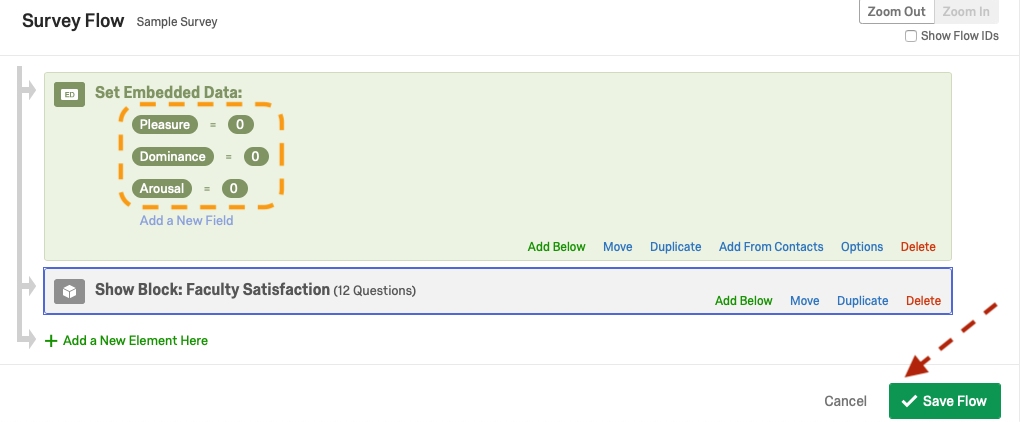 Survey Flow Sample Survey
Zoom Out Zoom In
Show Flow IDs
ED Set Embedded Data:
Pleasure = 0
Dominance = 0
Arousal = 0
Add a New Field
Add Below Move Duplicate Add From Contacts Options Delete
Show Block: Faculty Satisfaction (12 Questions)
Add Below Move Duplicate Delete
+ Add a New Element Here
Cancel Save Flow